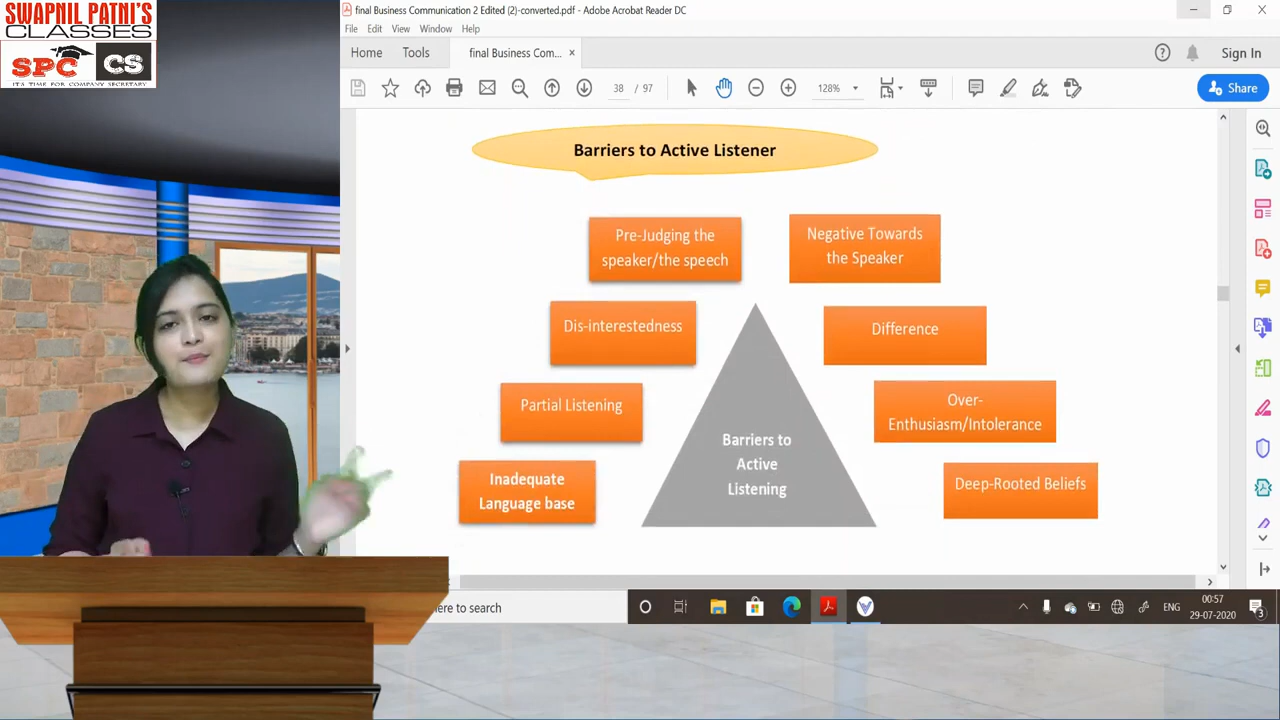 SWAPNIL PATNI'S
CLASSES
SPC CS
IT'S TIME FOR COMPANY SECRETARY
final Business Communication 2 Edited (2)-converted.pdf - Adobe Acrobat Reader DC
File Edit View Window Help
Home Tools final Business Com... × Sign In
38 / 97 128% Share
Barriers to Active Listener
Pre-Judging the
speaker/the speech
Negative Towards
the Speaker
Dis-interestedness
Difference
Partial Listening
Over-
Enthusiasm/Intolerance
Inadequate
Language base
Deep-Rooted Beliefs
Barriers to
Active
Listening
ere to search
ENG
00:57
29-07-2020
3